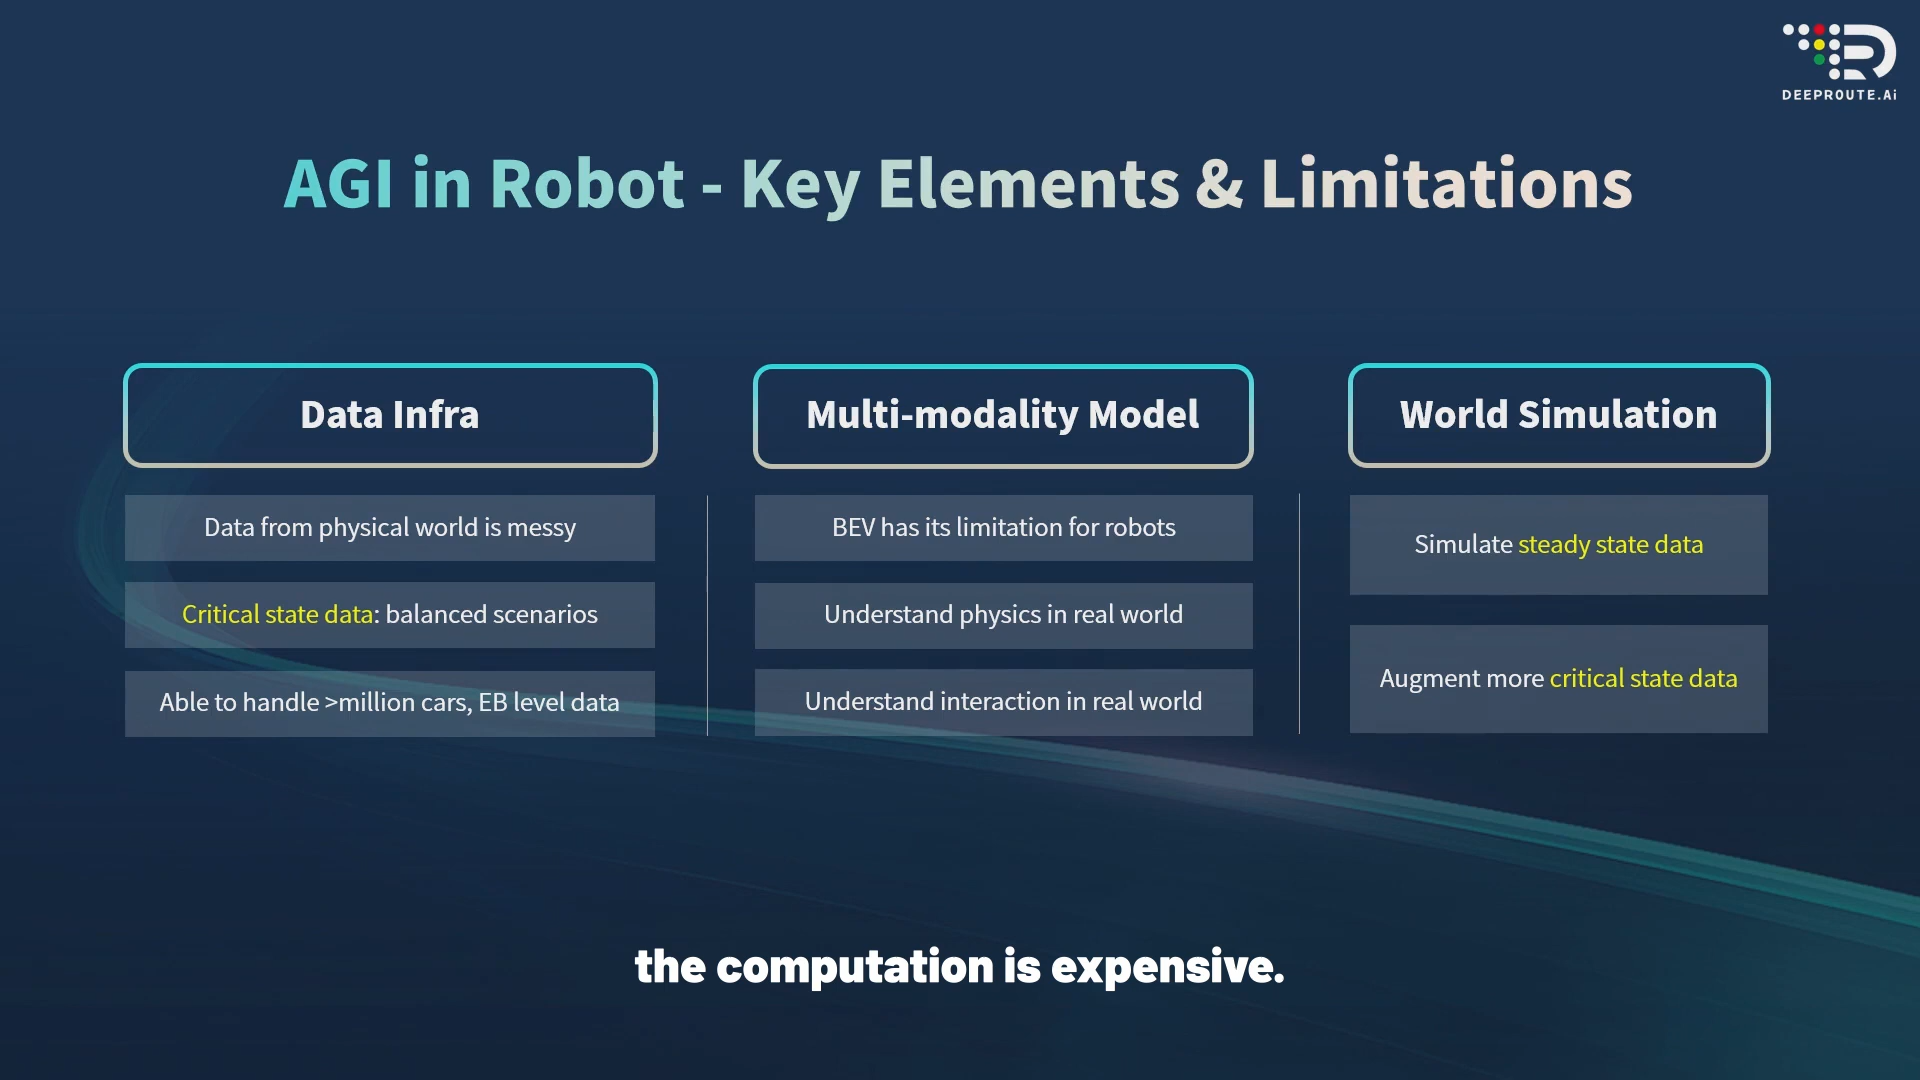 DEEPROUTE.Ai
AGI in Robot - Key Elements & Limitations
Data Infra
Data from physical world is messy
Critical state data: balanced scenarios
Able to handle >million cars, EB level data
Multi-modality Model
BEV has its limitation for robots
Understand physics in real world
Understand interaction in real world
World Simulation
Simulate steady state data
Augment more critical state data
the computation is expensive.